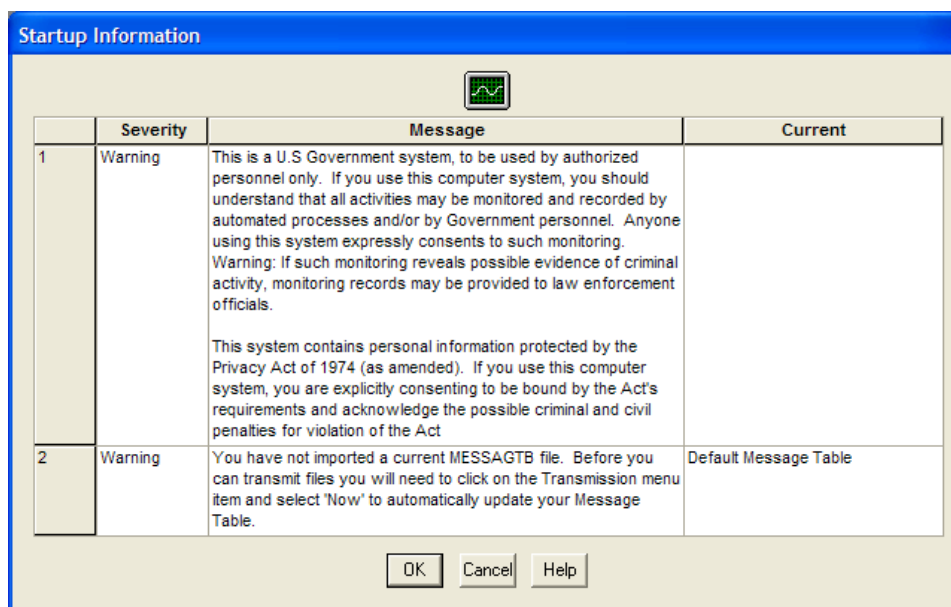 Startup Information
Severity Message Current
1 Warning This is a U.S Government system, to be used by authorized
personnel only. If you use this computer system, you should
understand that all activities may be monitored and recorded by
automated processes and/or by Government personnel. Anyone
using this system expressly consents to such monitoring.
Warning: If such monitoring reveals possible evidence of criminal
activity, monitoring records may be provided to law enforcement
officials.
This system contains personal information protected by the
Privacy Act of 1974 (as amended). If you use this computer
system, you are explicitly consenting to be bound by the Act's
requirements and acknowledge the possible criminal and civil
penalties for violation of the Act
2 Warning You have not imported a current MESSAGTB file. Before you Default Message Table
can transmit files you will need to click on the Transmission menu
item and select 'Now' to automatically update your Message
Table.
OK Cancel Help